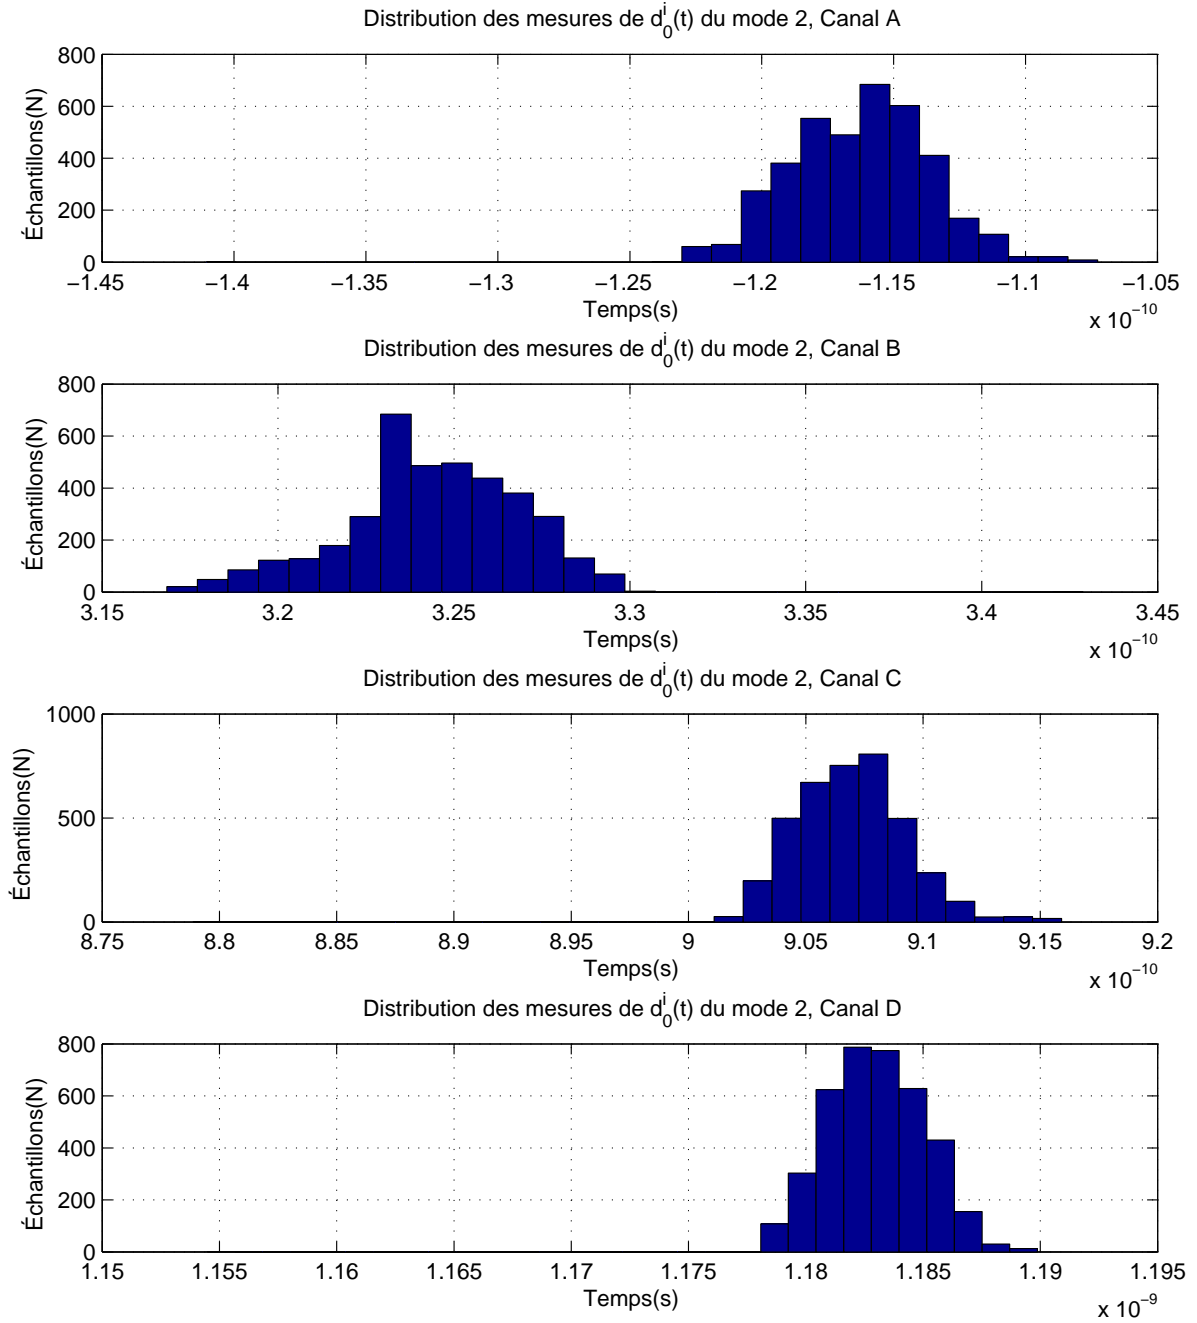 Distribution des mesures de d₀ⁱ(t) du mode 2, Canal A
Échantillons(N)
800
600
400
200
0
−1.45 −1.4 −1.35 −1.3 −1.25 −1.2 −1.15 −1.1 −1.05
Temps(s)
x 10⁻¹⁰
Distribution des mesures de d₀ⁱ(t) du mode 2, Canal B
Échantillons(N)
800
600
400
200
0
3.15 3.2 3.25 3.3 3.35 3.4 3.45
Temps(s)
x 10⁻¹⁰
Distribution des mesures de d₀ⁱ(t) du mode 2, Canal C
Échantillons(N)
1000
500
0
8.75 8.8 8.85 8.9 8.95 9 9.05 9.1 9.15 9.2
Temps(s)
x 10⁻¹⁰
Distribution des mesures de d₀ⁱ(t) du mode 2, Canal D
Échantillons(N)
800
600
400
200
0
1.15 1.155 1.16 1.165 1.17 1.175 1.18 1.185 1.19 1.195
Temps(s)
x 10⁻⁹